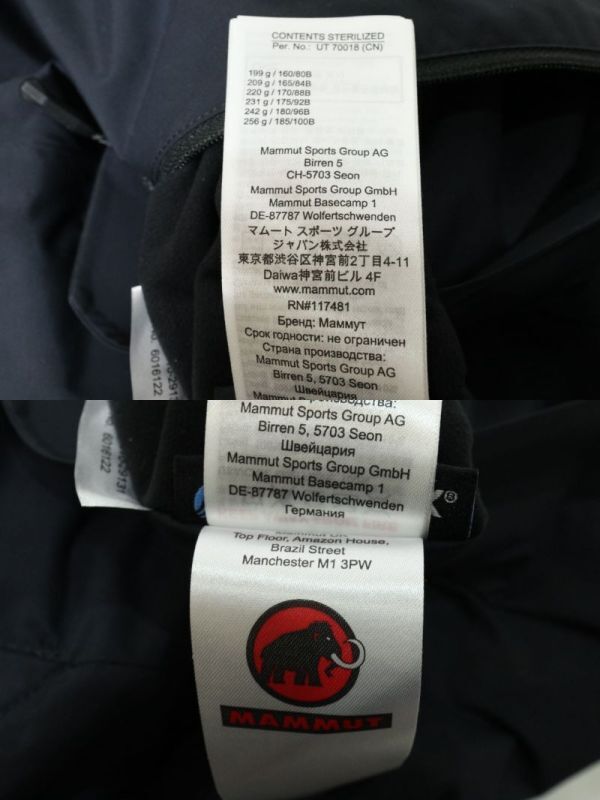 CONTENTS STERILIZED
Per. No.: UT 70018 (CN)
199 g / 160/80B
209 g / 165/84B
220 g / 170/88B
231 g / 175/92B
242 g / 180/96B
256 g / 185/100B
Mammut Sports Group AG
Birren 5
CH-5703 Seon
Mammut Sports Group GmbH
Mammut Basecamp 1
DE-87787 Wolfertschwenden
マムート スポーツ グループ
ジャパン株式会社
東京都渋谷区神宮前2丁目4-11
Daiwa神宮前ビル 4F
www.mammut.com
RN#117481
Бренд: Маммут
Срок годности: не ограничен
Страна производства:
Mammut Sports Group AG
Birren 5, 5703 Seon
Швейцария
6016122
производства:
Mammut Sports Group AG
Birren 5, 5703 Seon
Швейцария
Mammut Sports Group GmbH
Mammut Basecamp 1
DE-87787 Wolfertschwenden
Германия
6016122
®
Top Floor, Amazon House,
Brazil Street
Manchester M1 3PW
MAMMUT